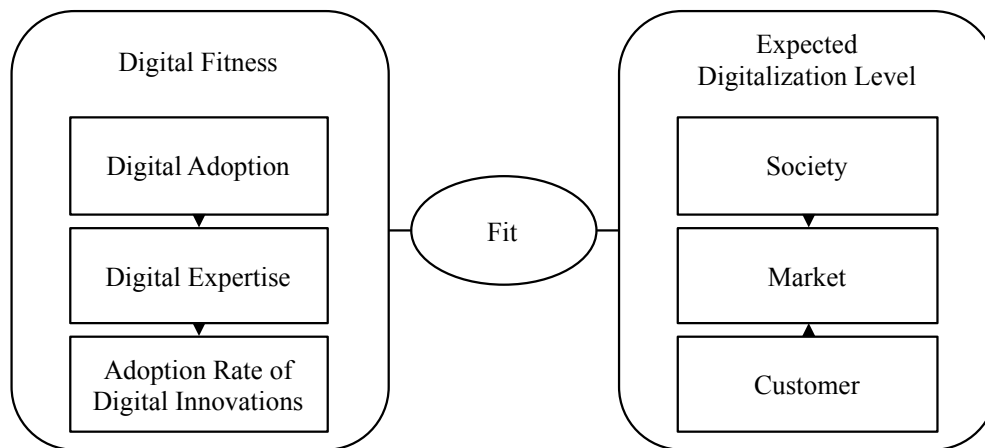 Digital Fitness
Digital Adoption
Digital Expertise
Adoption Rate of
Digital Innovations
Fit
Expected
Digitalization Level
Society
Market
Customer